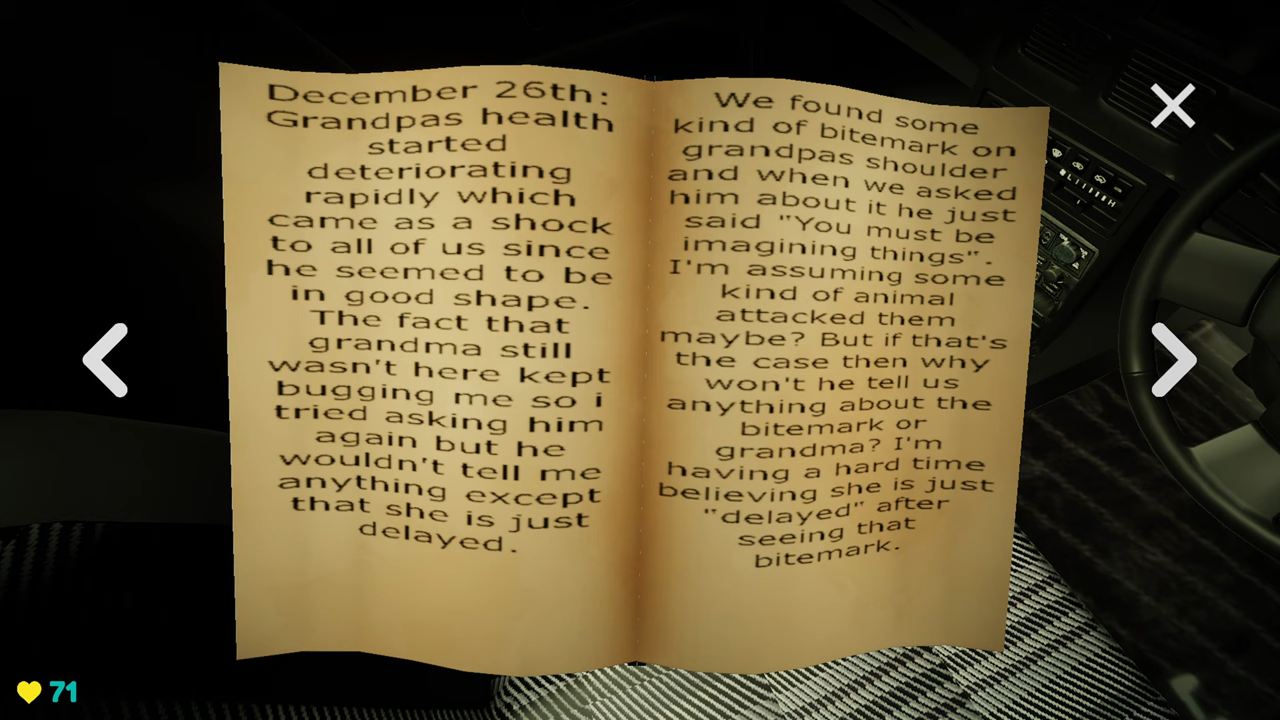 December 26th:
Grandpas health
started
deteriorating
rapidly which
came as a shock
to all of us since
he seemed to be
in good shape.
The fact that
grandma still
wasn't here kept
bugging me so i
tried asking him
again but he
wouldn't tell me
anything except
that she is just
delayed.
We found some
kind of bitemark on
grandpas shoulder
and when we asked
him about it he just
said "You must be
imagining things".
I'm assuming some
kind of animal
attacked them
maybe? But if that's
the case then why
won't he tell us
anything about the
bitemark or
grandma? I'm
having a hard time
believing she is just
"delayed" after
seeing that
bitemark.
71